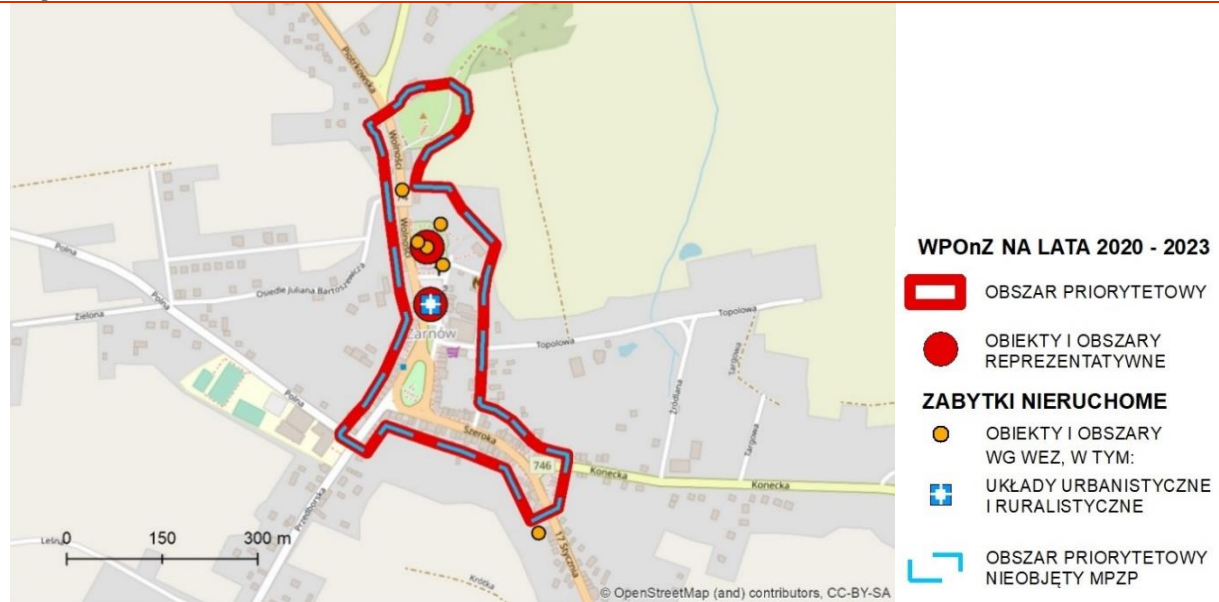 Piotrkowska
Wolności
Wolności
Polna
Polna
Osiedle Juliana Bartoszewicza
Zielona
Żarnów
Topolowa
Topolowa
Targowa
Źródlana
Targowa
Polna
Szeroka
746
Konecka
Konecka
Przedborska
17 Stycznia
Krótka
0 150 300 m
© OpenStreetMap (and) contributors, CC-BY-SA
WPOnZ NA LATA 2020 - 2023
OBSZAR PRIORYTETOWY
OBIEKTY I OBSZARY
REPREZENTATYWNE
ZABYTKI NIERUCHOME
OBIEKTY I OBSZARY
WG WEZ, W TYM:
UKŁADY URBANISTYCZNE
I RURALISTYCZNE
OBSZAR PRIORYTETOWY
NIEOBJĘTY MPZP